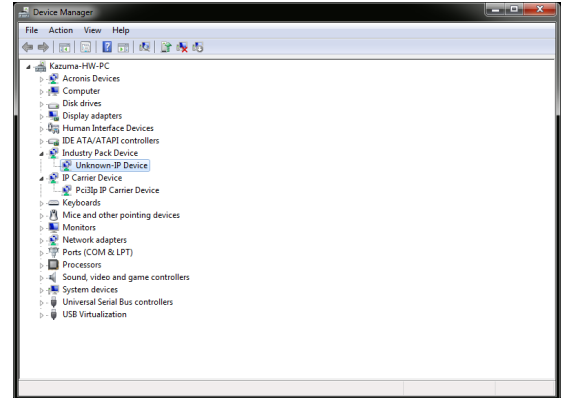 Device Manager
File Action View Help
Kazuma-HW-PC
Acronis Devices
Computer
Disk drives
Display adapters
Human Interface Devices
IDE ATA/ATAPI controllers
Industry Pack Device
Unknown-IP Device
IP Carrier Device
Pci3Ip IP Carrier Device
Keyboards
Mice and other pointing devices
Monitors
Network adapters
Ports (COM & LPT)
Processors
Sound, video and game controllers
System devices
Universal Serial Bus controllers
USB Virtualization